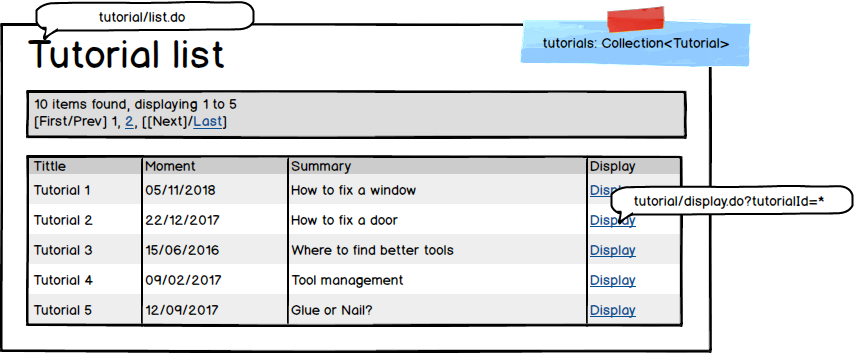 tutorial/list.do
tutorials: Collection<Tutorial>
Tutorial list
10 items found, displaying 1 to 5
[First/Prev] 1, 2, [[Next]/Last]
Tittle Moment Summary Display
Tutorial 1 05/11/2018 How to fix a window Display
tutorial/display.do?tutorialId=*
Tutorial 2 22/12/2017 How to fix a door Display
Tutorial 3 15/06/2016 Where to find better tools Display
Tutorial 4 09/02/2017 Tool management Display
Tutorial 5 12/09/2017 Glue or Nail? Display